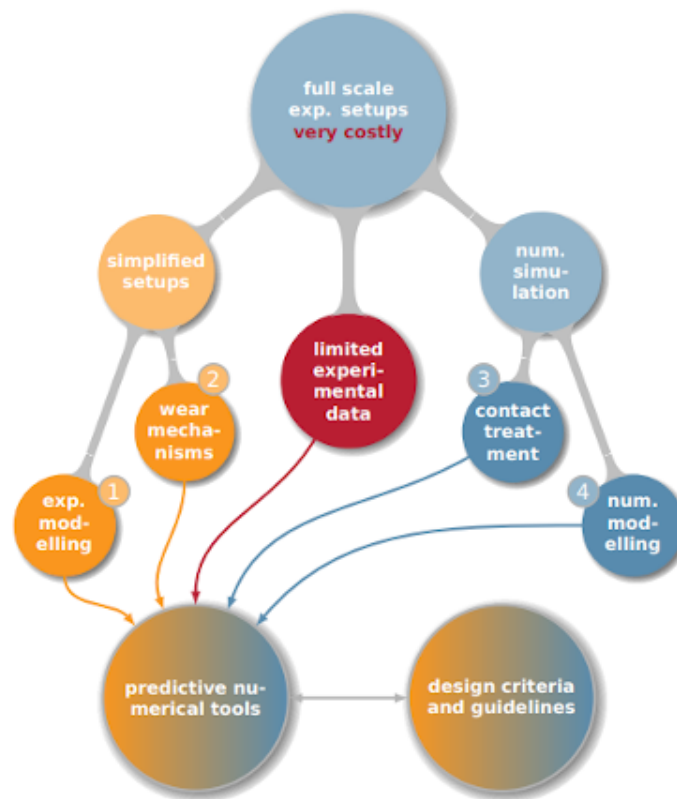 full scale
exp. setups
very costly
simplified
setups
num.
simu-
lation
limited
experi-
mental
data
2
wear
mecha-
nisms
3
contact
treat-
ment
1
exp.
mod-
elling
4
num.
mod-
elling
predictive nu-
merical tools
design criteria
and guidelines